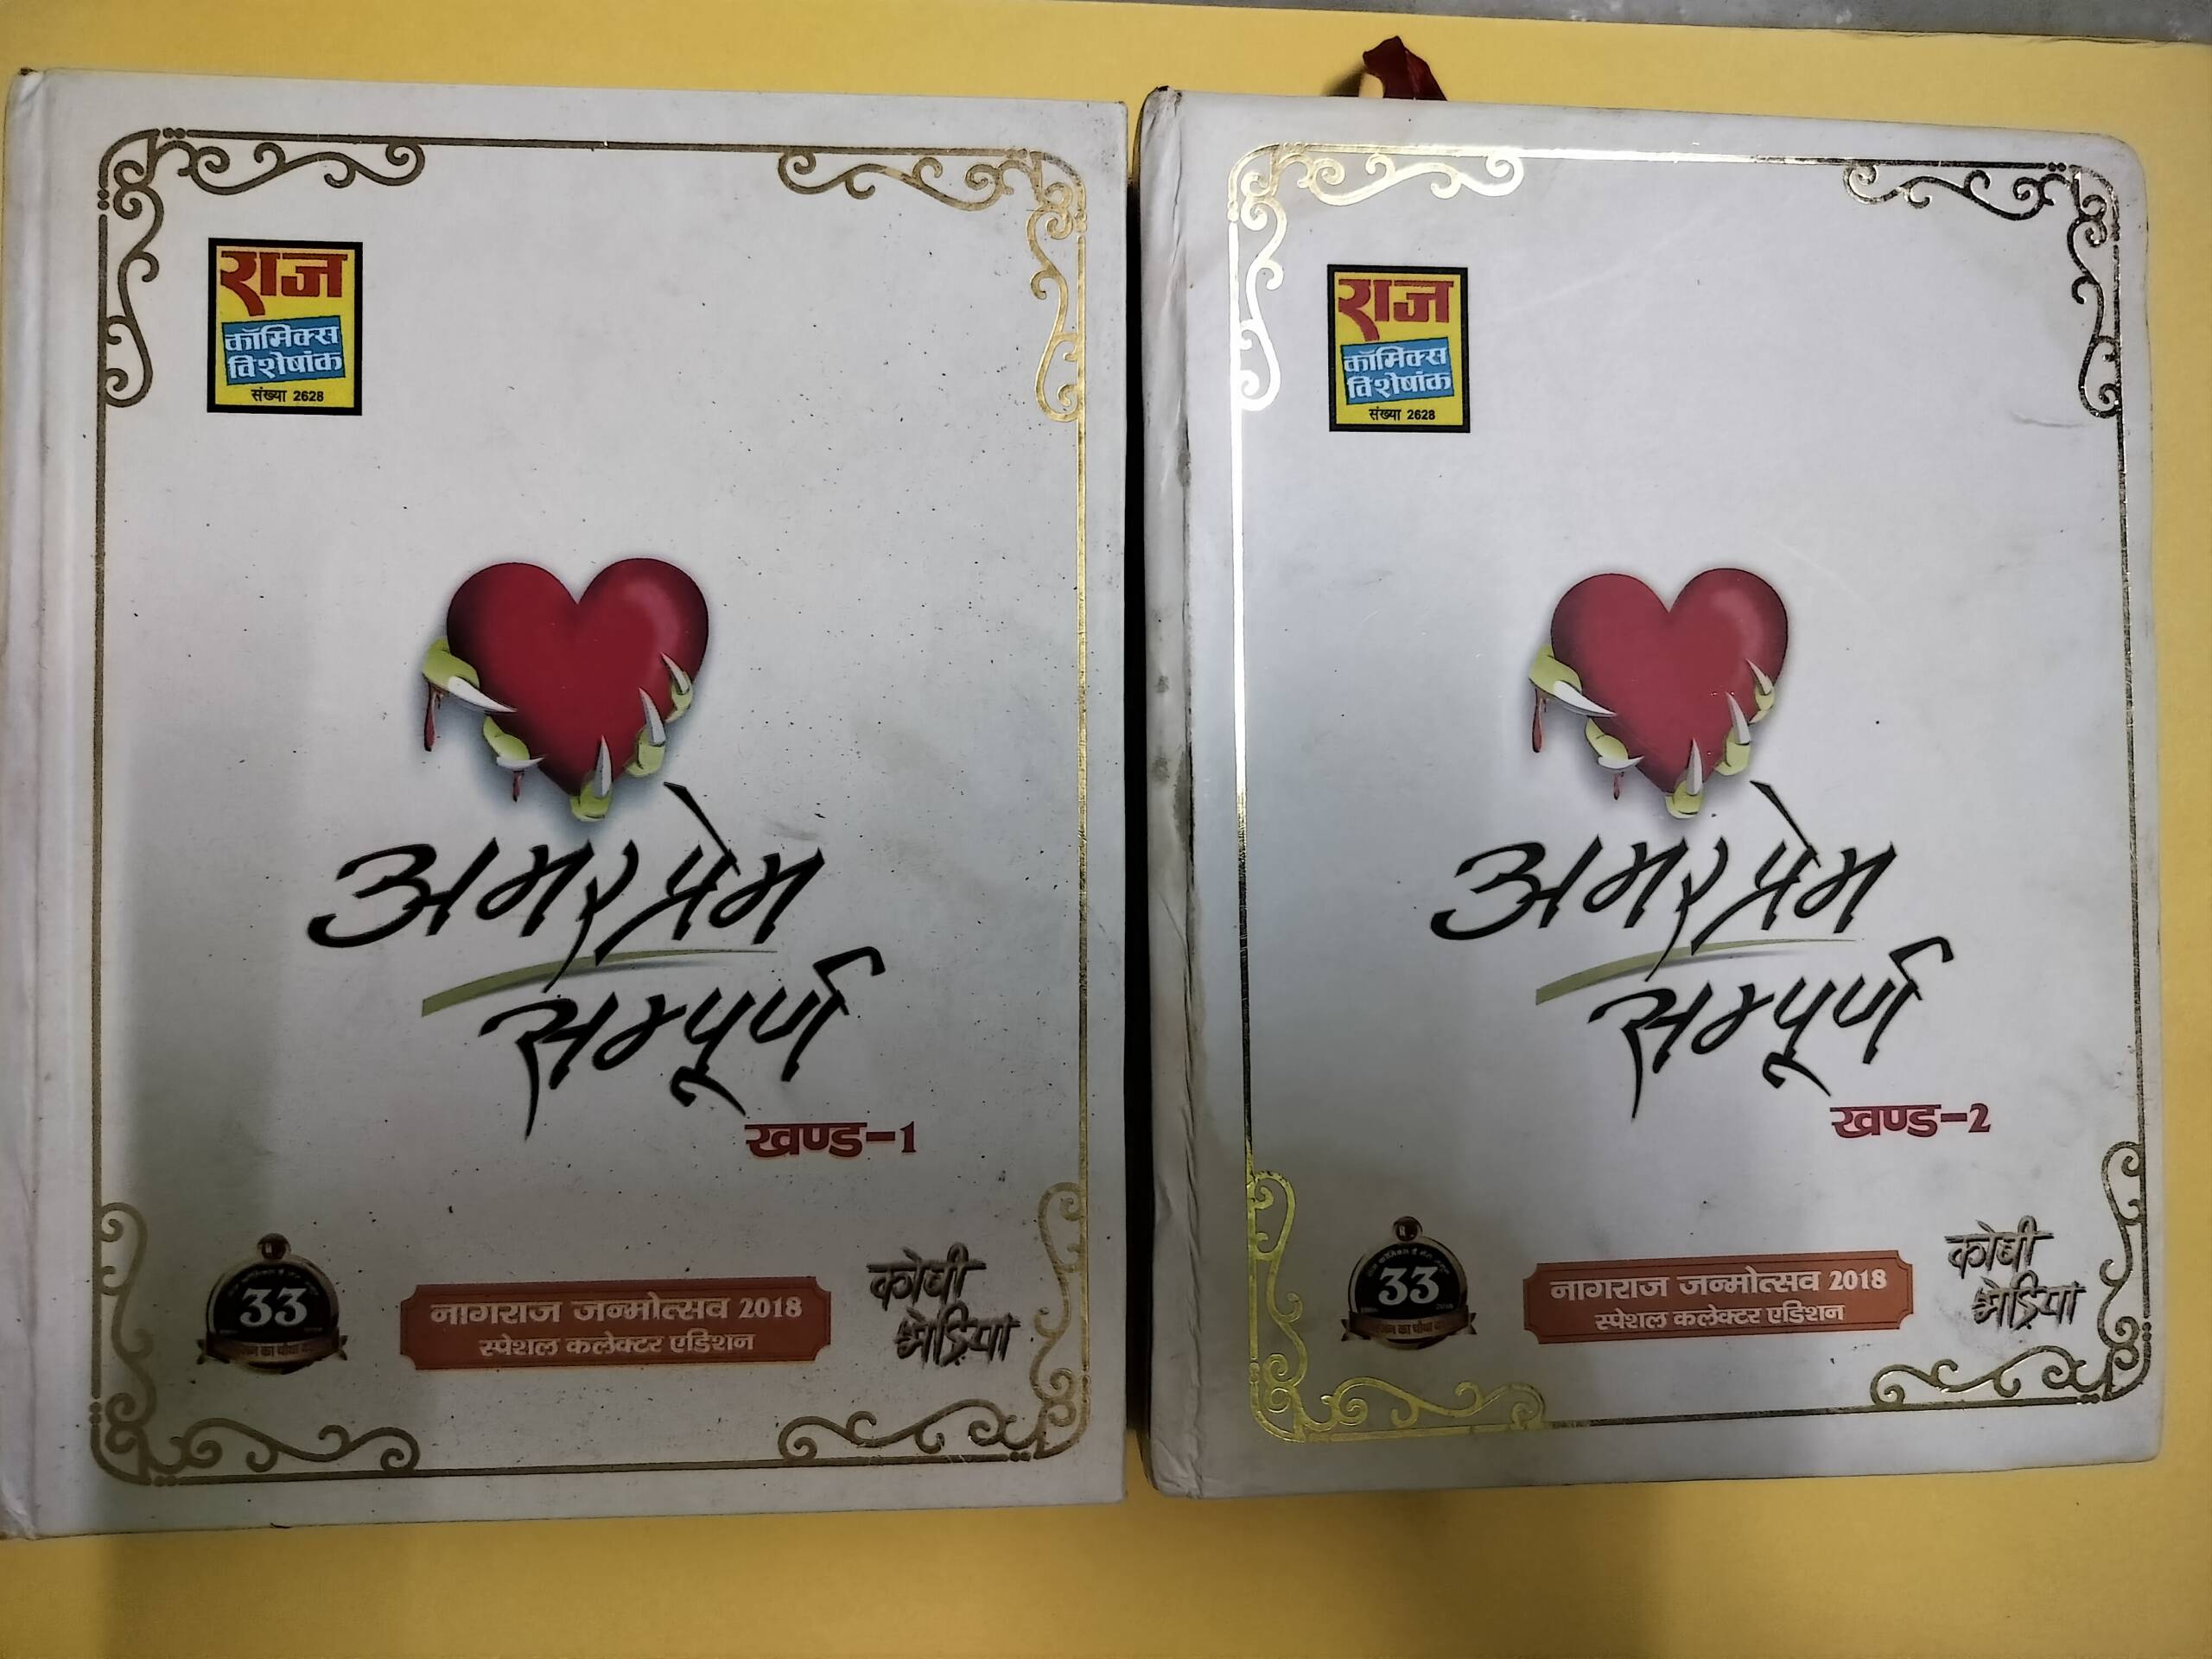 राज
कॉमिक्स
विशेषांक
संख्या 2628
अमर प्रेम
सम्पूर्ण
खण्ड-1
33
नागराज जन्मोत्सव 2018
स्पेशल कलेक्टर एडिशन
कोबी
भेड़िया
राज
कॉमिक्स
विशेषांक
संख्या 2628
अमर प्रेम
सम्पूर्ण
खण्ड-2
33
नागराज जन्मोत्सव 2018
स्पेशल कलेक्टर एडिशन
कोबी
भेड़िया